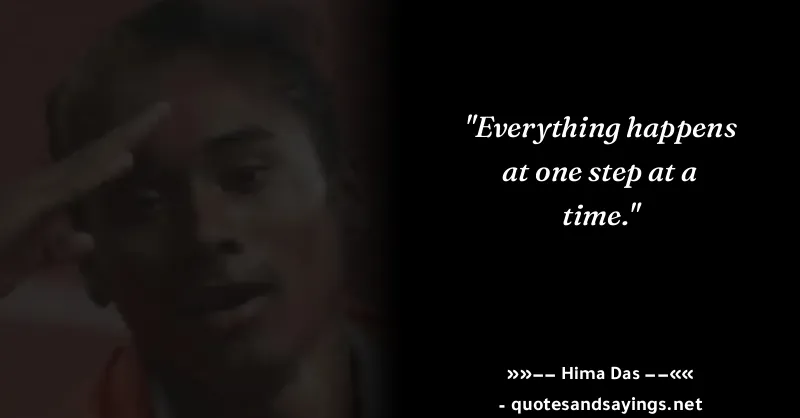 "Everything happens
at one step at a
time."
»»−− Hima Das −−««
- quotesandsayings.net